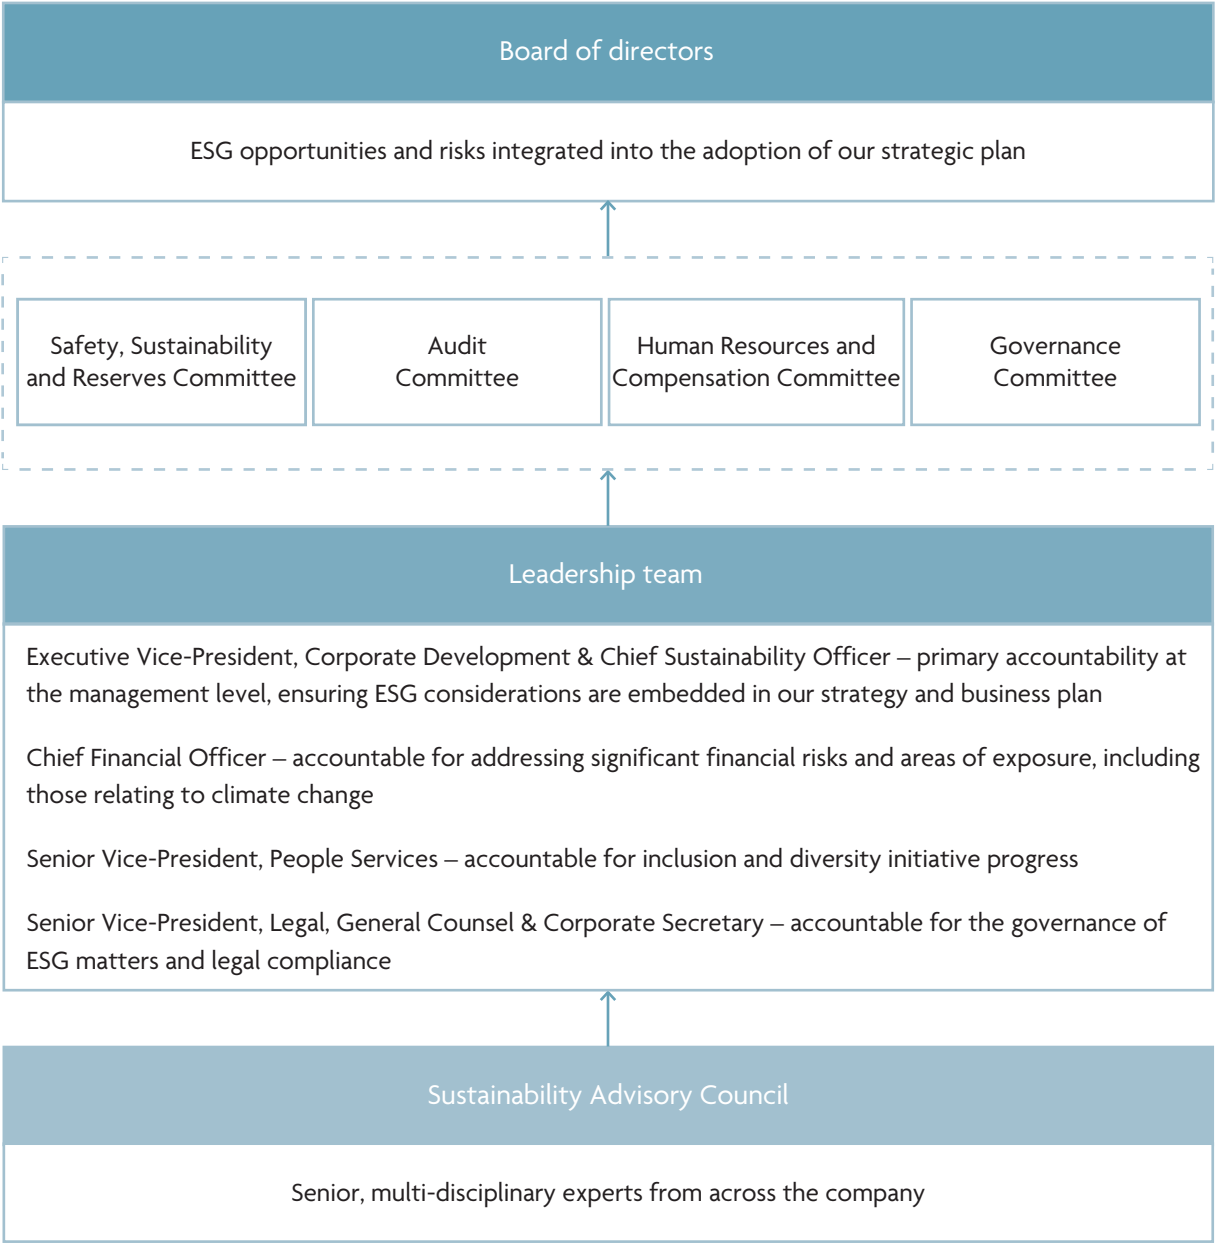 Board of directors
ESG opportunities and risks integrated into the adoption of our strategic plan
Safety, Sustainability
and Reserves Committee
Audit
Committee
Human Resources and
Compensation Committee
Governance
Committee
Leadership team
Executive Vice-President, Corporate Development & Chief Sustainability Officer – primary accountability at
the management level, ensuring ESG considerations are embedded in our strategy and business plan
Chief Financial Officer – accountable for addressing significant financial risks and areas of exposure, including
those relating to climate change
Senior Vice-President, People Services – accountable for inclusion and diversity initiative progress
Senior Vice-President, Legal, General Counsel & Corporate Secretary – accountable for the governance of
ESG matters and legal compliance
Sustainability Advisory Council
Senior, multi-disciplinary experts from across the company